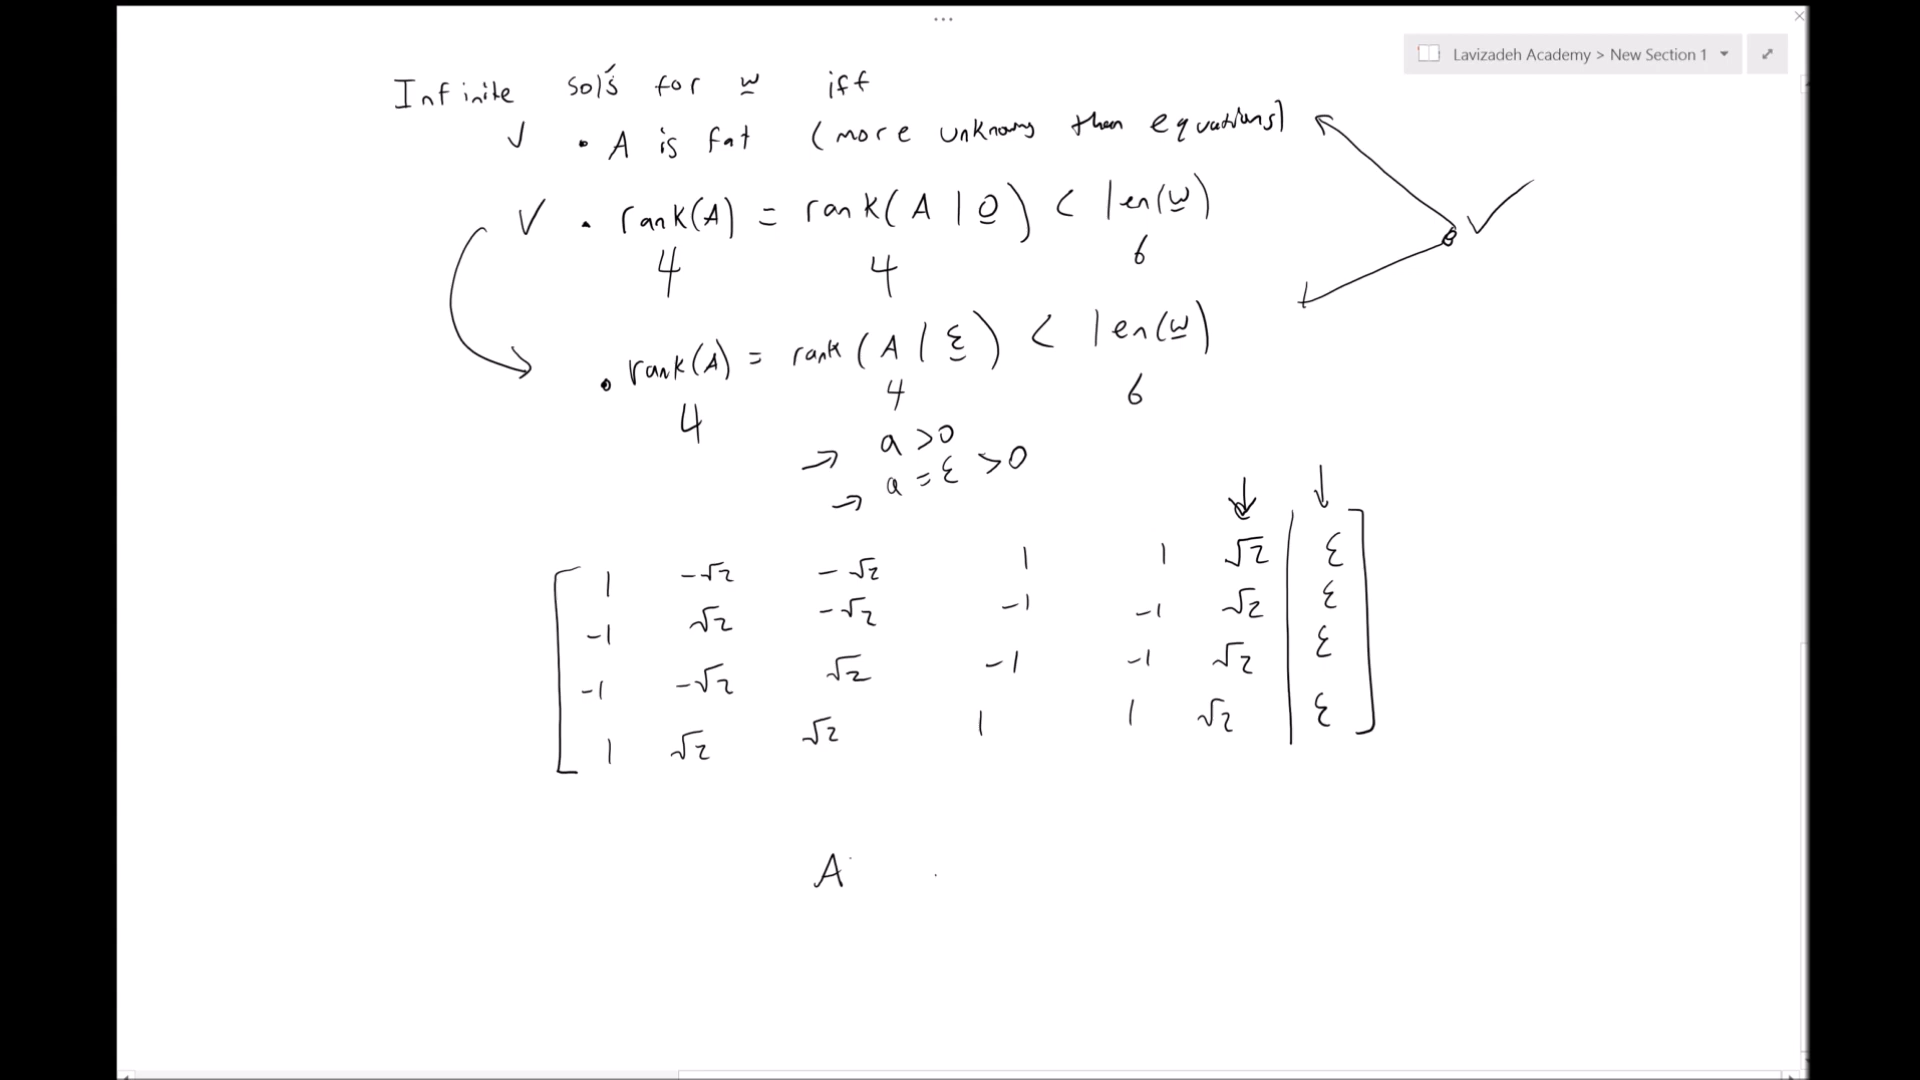 Lavizadeh Academy > New Section 1
Infinite sol's for w iff
✓ • A is fat (more unknowns than equations)
✓ • rank(A) = rank(A | 0) < len(w)
4 4 6
• rank(A) = rank(A | ε) < len(w)
4 4 6
→ a > 0
→ a = ε > 0
1 -√2 -√2 1 1 √2 | ε
-1 √2 -√2 -1 -1 √2 | ε
-1 -√2 √2 -1 -1 √2 | ε
1 √2 √2 1 1 √2 | ε
A